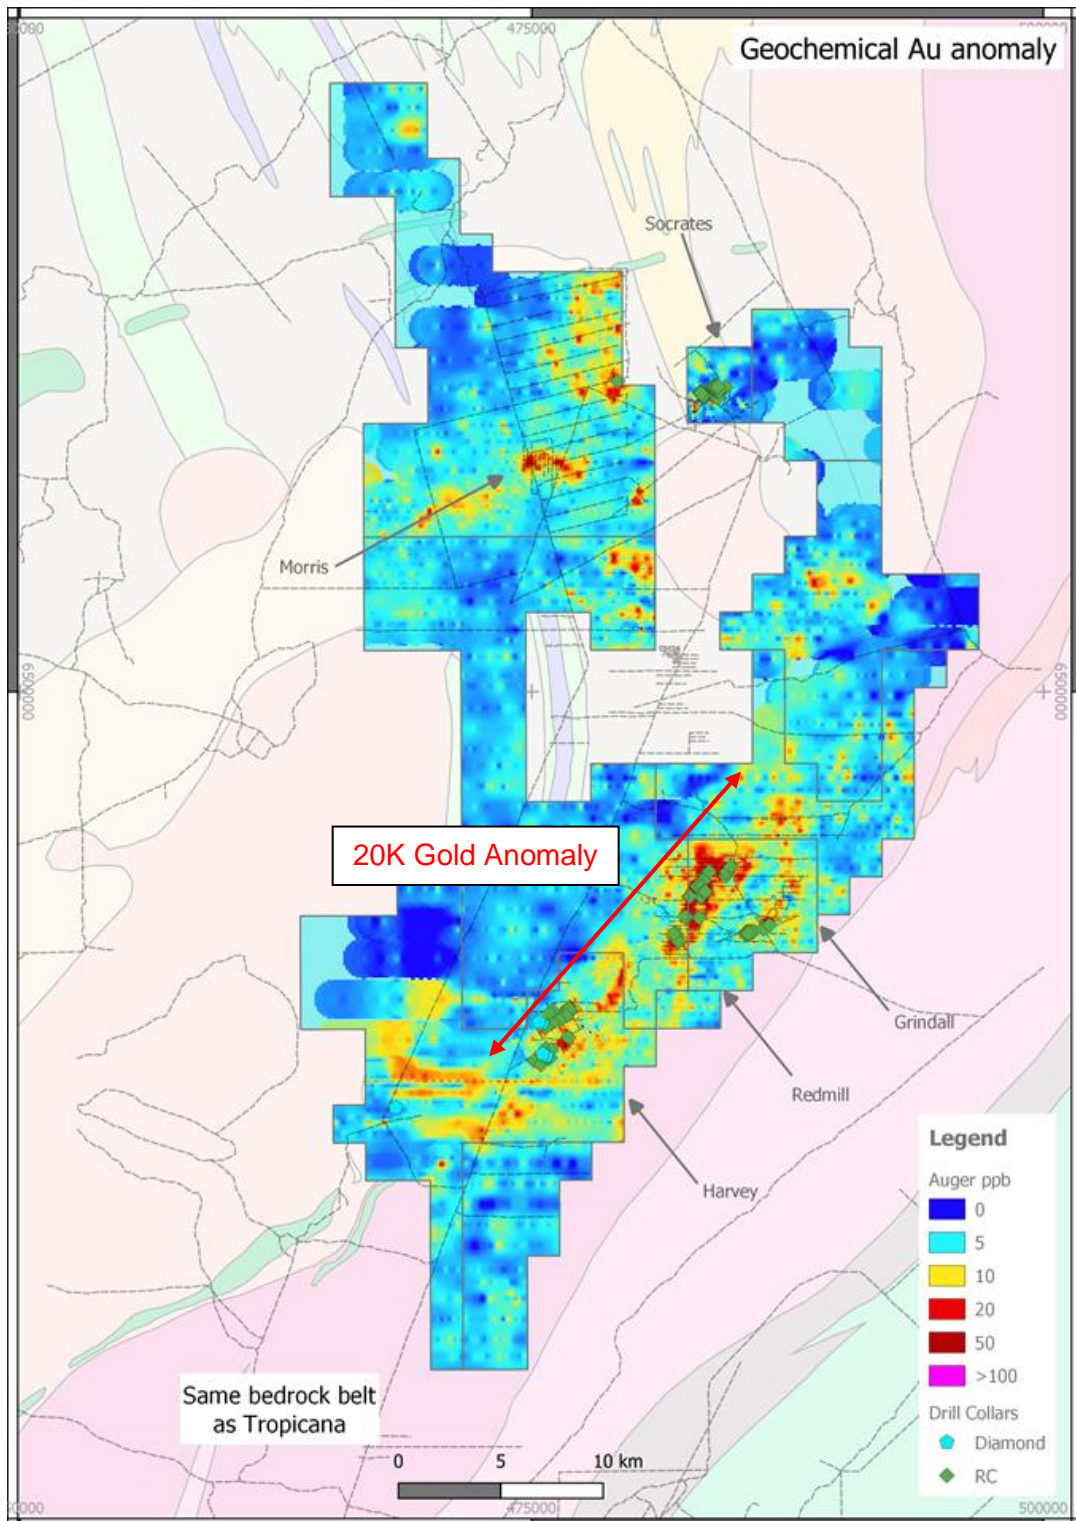 475000
500000
Geochemical Au anomaly
Socrates
Morris
6500000
6500000
20K Gold Anomaly
Grindall
Redmill
Harvey
Legend
Auger ppb
0
5
10
20
50
>100
Drill Collars
Diamond
RC
Same bedrock belt
as Tropicana
0 5 10 km
475000
500000